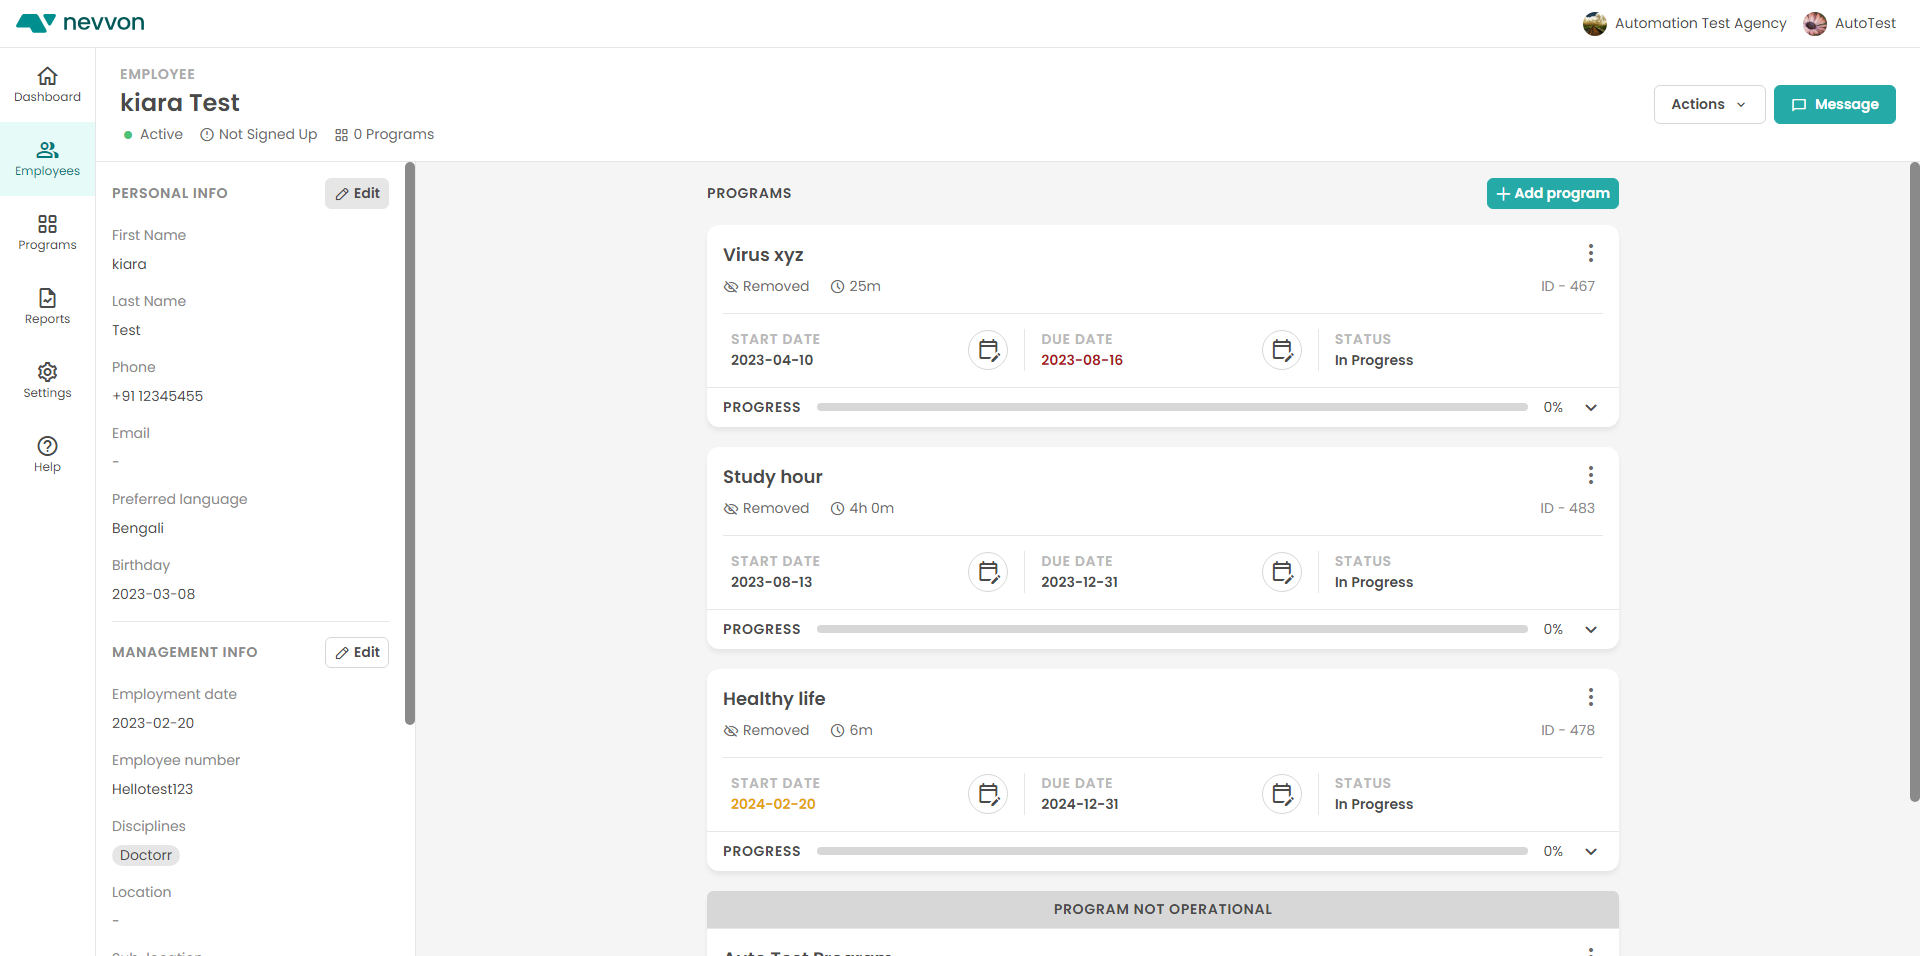 nevvon
Automation Test Agency
AutoTest
Dashboard
Employees
Programs
Reports
Settings
Help
EMPLOYEE
kiara Test
Active
Not Signed Up
0 Programs
Actions
Message
PERSONAL INFO
Edit
First Name
kiara
Last Name
Test
Phone
+91 12345455
Email
-
Preferred language
Bengali
Birthday
2023-03-08
MANAGEMENT INFO
Edit
Employment date
2023-02-20
Employee number
Hellotest123
Disciplines
Doctorr
Location
-
Sub-location
PROGRAMS
Add program
Virus xyz
Removed 25m
ID - 467
START DATE
2023-04-10
DUE DATE
2023-08-16
STATUS
In Progress
PROGRESS 0%
Study hour
Removed 4h 0m
ID - 483
START DATE
2023-08-13
DUE DATE
2023-12-31
STATUS
In Progress
PROGRESS 0%
Healthy life
Removed 6m
ID - 478
START DATE
2024-02-20
DUE DATE
2024-12-31
STATUS
In Progress
PROGRESS 0%
PROGRAM NOT OPERATIONAL
Auto Test Program